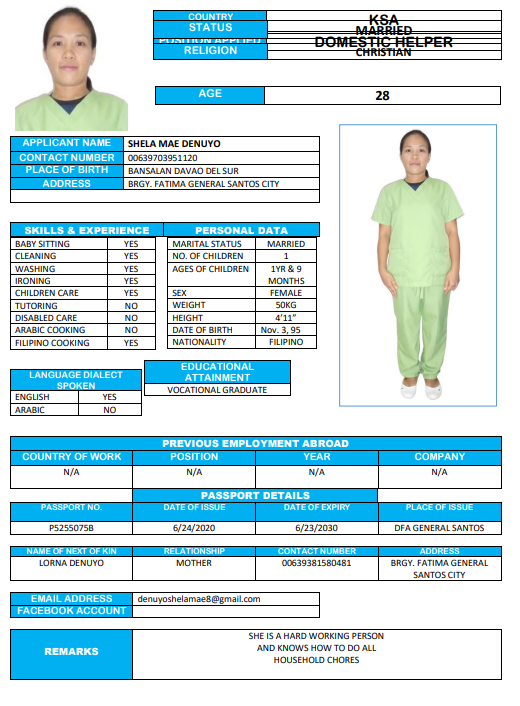 COUNTRY KSA
STATUS MARRIED
POSITION APPLIED DOMESTIC HELPER
RELIGION CHRISTIAN
AGE 28
APPLICANT NAME SHELA MAE DENUYO
CONTACT NUMBER 00639703951120
PLACE OF BIRTH BANSALAN DAVAO DEL SUR
ADDRESS BRGY. FATIMA GENERAL SANTOS CITY
SKILLS & EXPERIENCE PERSONAL DATA
BABY SITTING YES MARITAL STATUS MARRIED
CLEANING YES NO. OF CHILDREN 1
WASHING YES AGES OF CHILDREN 1YR & 9
IRONING YES MONTHS
CHILDREN CARE YES SEX FEMALE
TUTORING NO WEIGHT 50KG
DISABLED CARE NO HEIGHT 4'11"
ARABIC COOKING NO DATE OF BIRTH Nov. 3, 95
FILIPINO COOKING YES NATIONALITY FILIPINO
LANGUAGE DIALECT
SPOKEN
ENGLISH YES
ARABIC NO
EDUCATIONAL
ATTAINMENT
VOCATIONAL GRADUATE
PREVIOUS EMPLOYMENT ABROAD
COUNTRY OF WORK POSITION YEAR COMPANY
N/A N/A N/A N/A
PASSPORT DETAILS
PASSPORT NO. DATE OF ISSUE DATE OF EXPIRY PLACE OF ISSUE
P5255075B 6/24/2020 6/23/2030 DFA GENERAL SANTOS
NAME OF NEXT OF KIN RELATIONSHIP CONTACT NUMBER ADDRESS
LORNA DENUYO MOTHER 00639381580481 BRGY. FATIMA GENERAL
SANTOS CITY
EMAIL ADDRESS denuyoshelamae8@gmail.com
FACEBOOK ACCOUNT
REMARKS
SHE IS A HARD WORKING PERSON
AND KNOWS HOW TO DO ALL
HOUSEHOLD CHORES